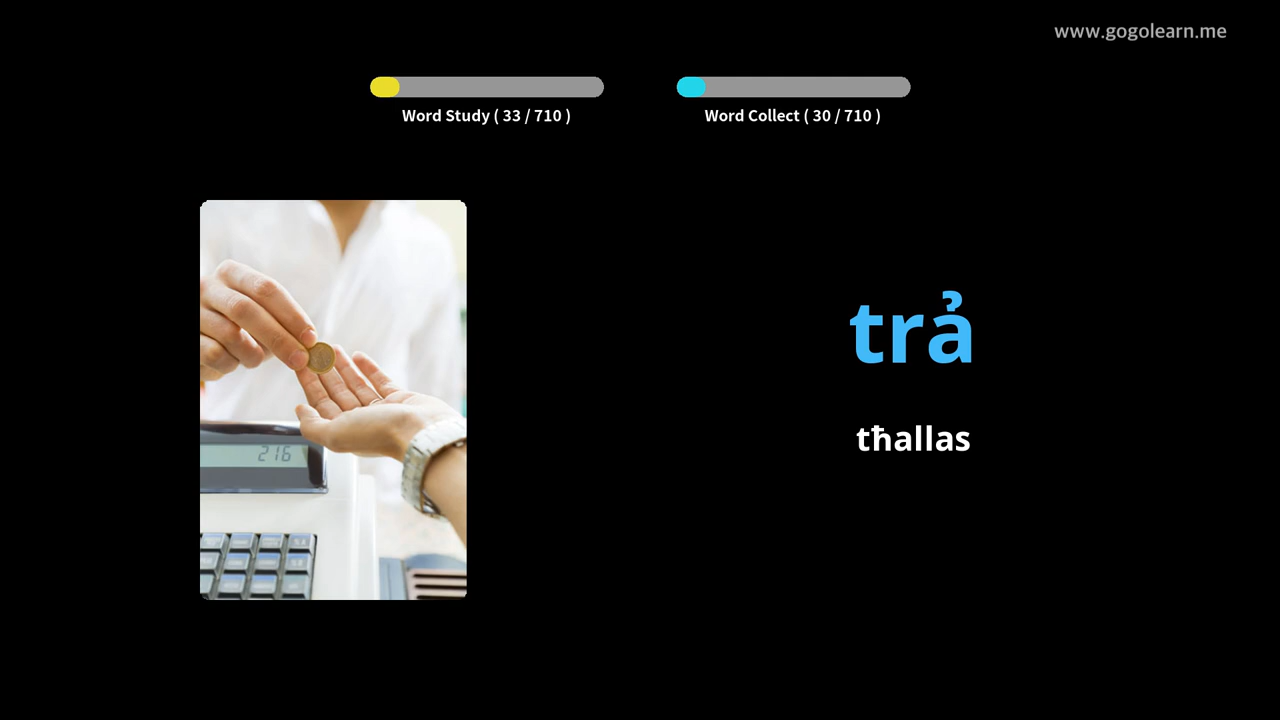 www.gogolearn.me
Word Study ( 33 / 710 )
Word Collect ( 30 / 710 )
216
trả
tħallas